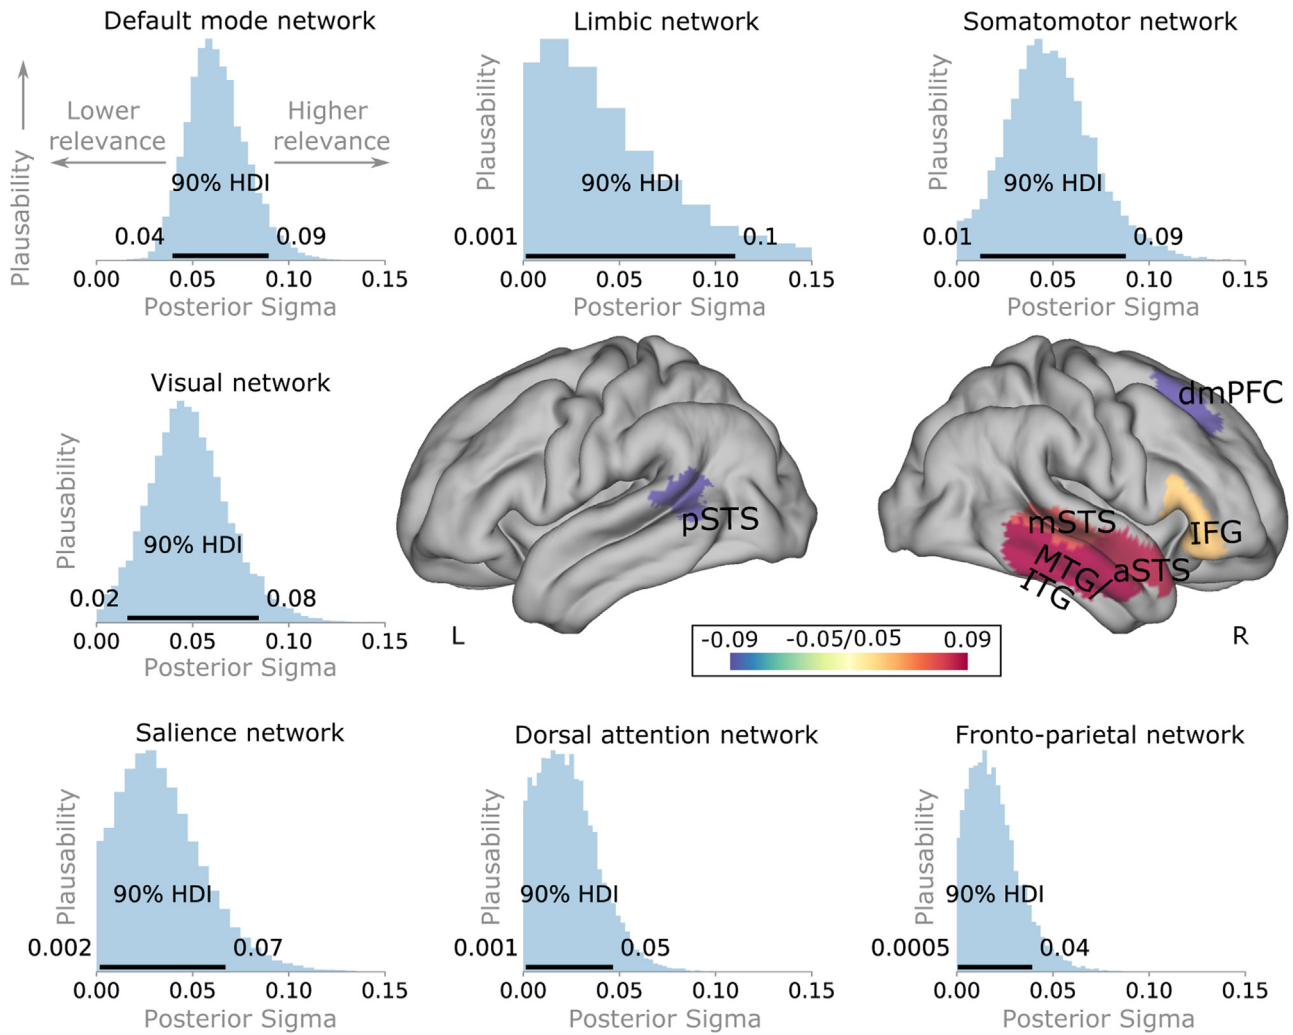 Default mode network
Plausability
Lower relevance
Higher relevance
90% HDI
0.04
0.09
0.00 0.05 0.10 0.15
Posterior Sigma
Limbic network
Plausability
90% HDI
0.001
0.1
0.00 0.05 0.10 0.15
Posterior Sigma
Somatomotor network
Plausability
90% HDI
0.01
0.09
0.00 0.05 0.10 0.15
Posterior Sigma
Visual network
Plausability
90% HDI
0.02
0.08
0.00 0.05 0.10 0.15
Posterior Sigma
pSTS
L
dmPFC
IFG
mSTS
aSTS
MTG/
ITG
R
-0.09 -0.05/0.05 0.09
Salience network
Plausability
90% HDI
0.002
0.07
0.00 0.05 0.10 0.15
Posterior Sigma
Dorsal attention network
Plausability
90% HDI
0.001
0.05
0.00 0.05 0.10 0.15
Posterior Sigma
Fronto-parietal network
Plausability
90% HDI
0.0005
0.04
0.00 0.05 0.10 0.15
Posterior Sigma